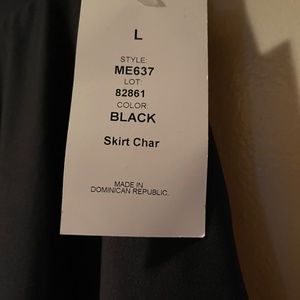 L
STYLE:
ME637
LOT:
82861
COLOR:
BLACK
Skirt Char
MADE IN
DOMINICAN REPUBLIC.